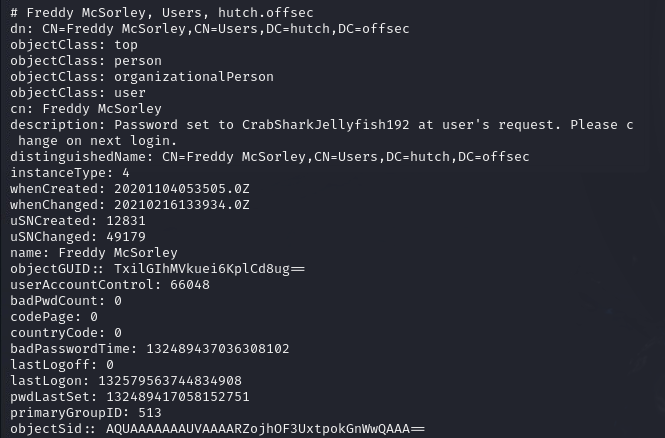 # Freddy McSorley, Users, hutch.offsec
dn: CN=Freddy McSorley,CN=Users,DC=hutch,DC=offsec
objectClass: top
objectClass: person
objectClass: organizationalPerson
objectClass: user
cn: Freddy McSorley
description: Password set to CrabSharkJellyfish192 at user's request. Please c
 hange on next login.
distinguishedName: CN=Freddy McSorley,CN=Users,DC=hutch,DC=offsec
instanceType: 4
whenCreated: 20201104053505.0Z
whenChanged: 20210216133934.0Z
uSNCreated: 12831
uSNChanged: 49179
name: Freddy McSorley
objectGUID:: TxilGIhMVkuei6KplCd8ug==
userAccountControl: 66048
badPwdCount: 0
codePage: 0
countryCode: 0
badPasswordTime: 132489437036308102
lastLogoff: 0
lastLogon: 132579563744834908
pwdLastSet: 132489417058152751
primaryGroupID: 513
objectSid:: AQUAAAAAAAUVAAAARZojhOF3UxtpokGnWwQAAA==